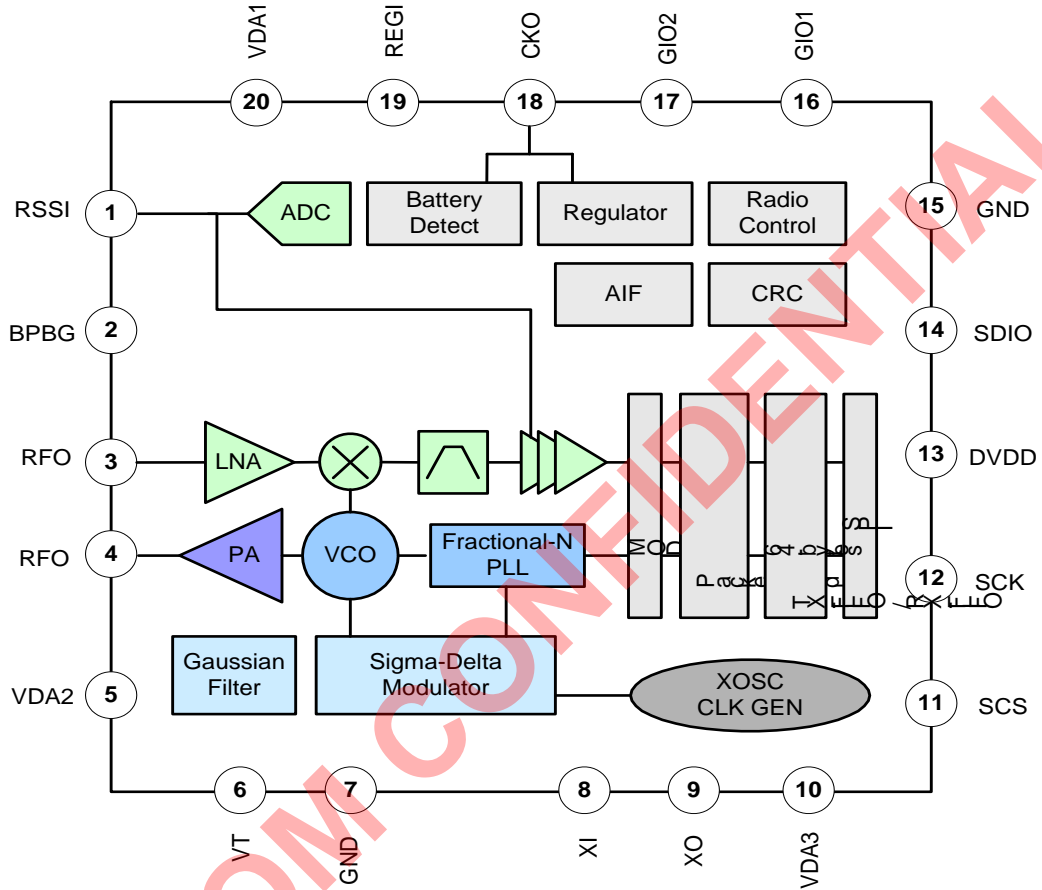 VDA1
REGI
CKO
GIO2
GIO1
20
19
18
17
16
RSSI
1
ADC
Battery
Detect
Regulator
Radio
Control
15
GND
AIF
CRC
BPBG
2
14
SDIO
RFO
3
LNA
13
DVDD
RFO
4
PA
VCO
Fractional-N
PLL
12
SCK
Gaussian
Filter
Sigma-Delta
Modulator
XOSC
CLK GEN
VDA2
5
11
SCS
6
7
8
9
10
VT
GND
XI
XO
VDA3
OM CONFIDENTIAL